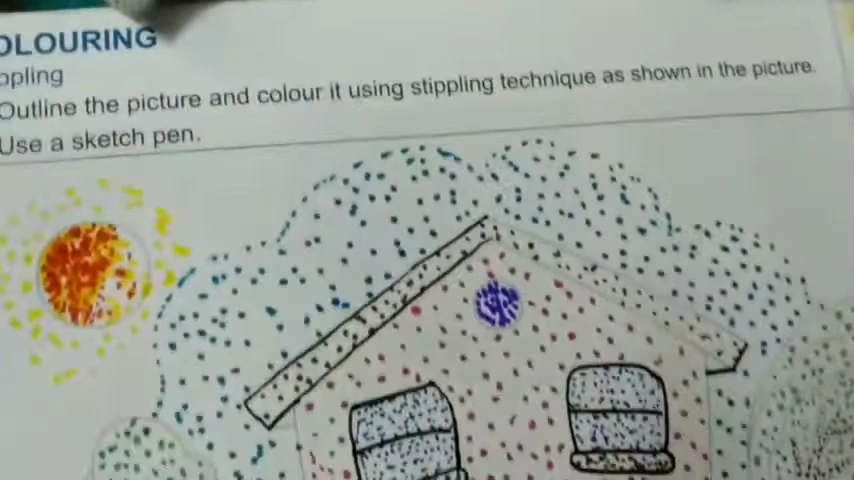 OLOURING
ppling
Outline the picture and colour it using stippling technique as shown in the picture.
Use a sketch pen.